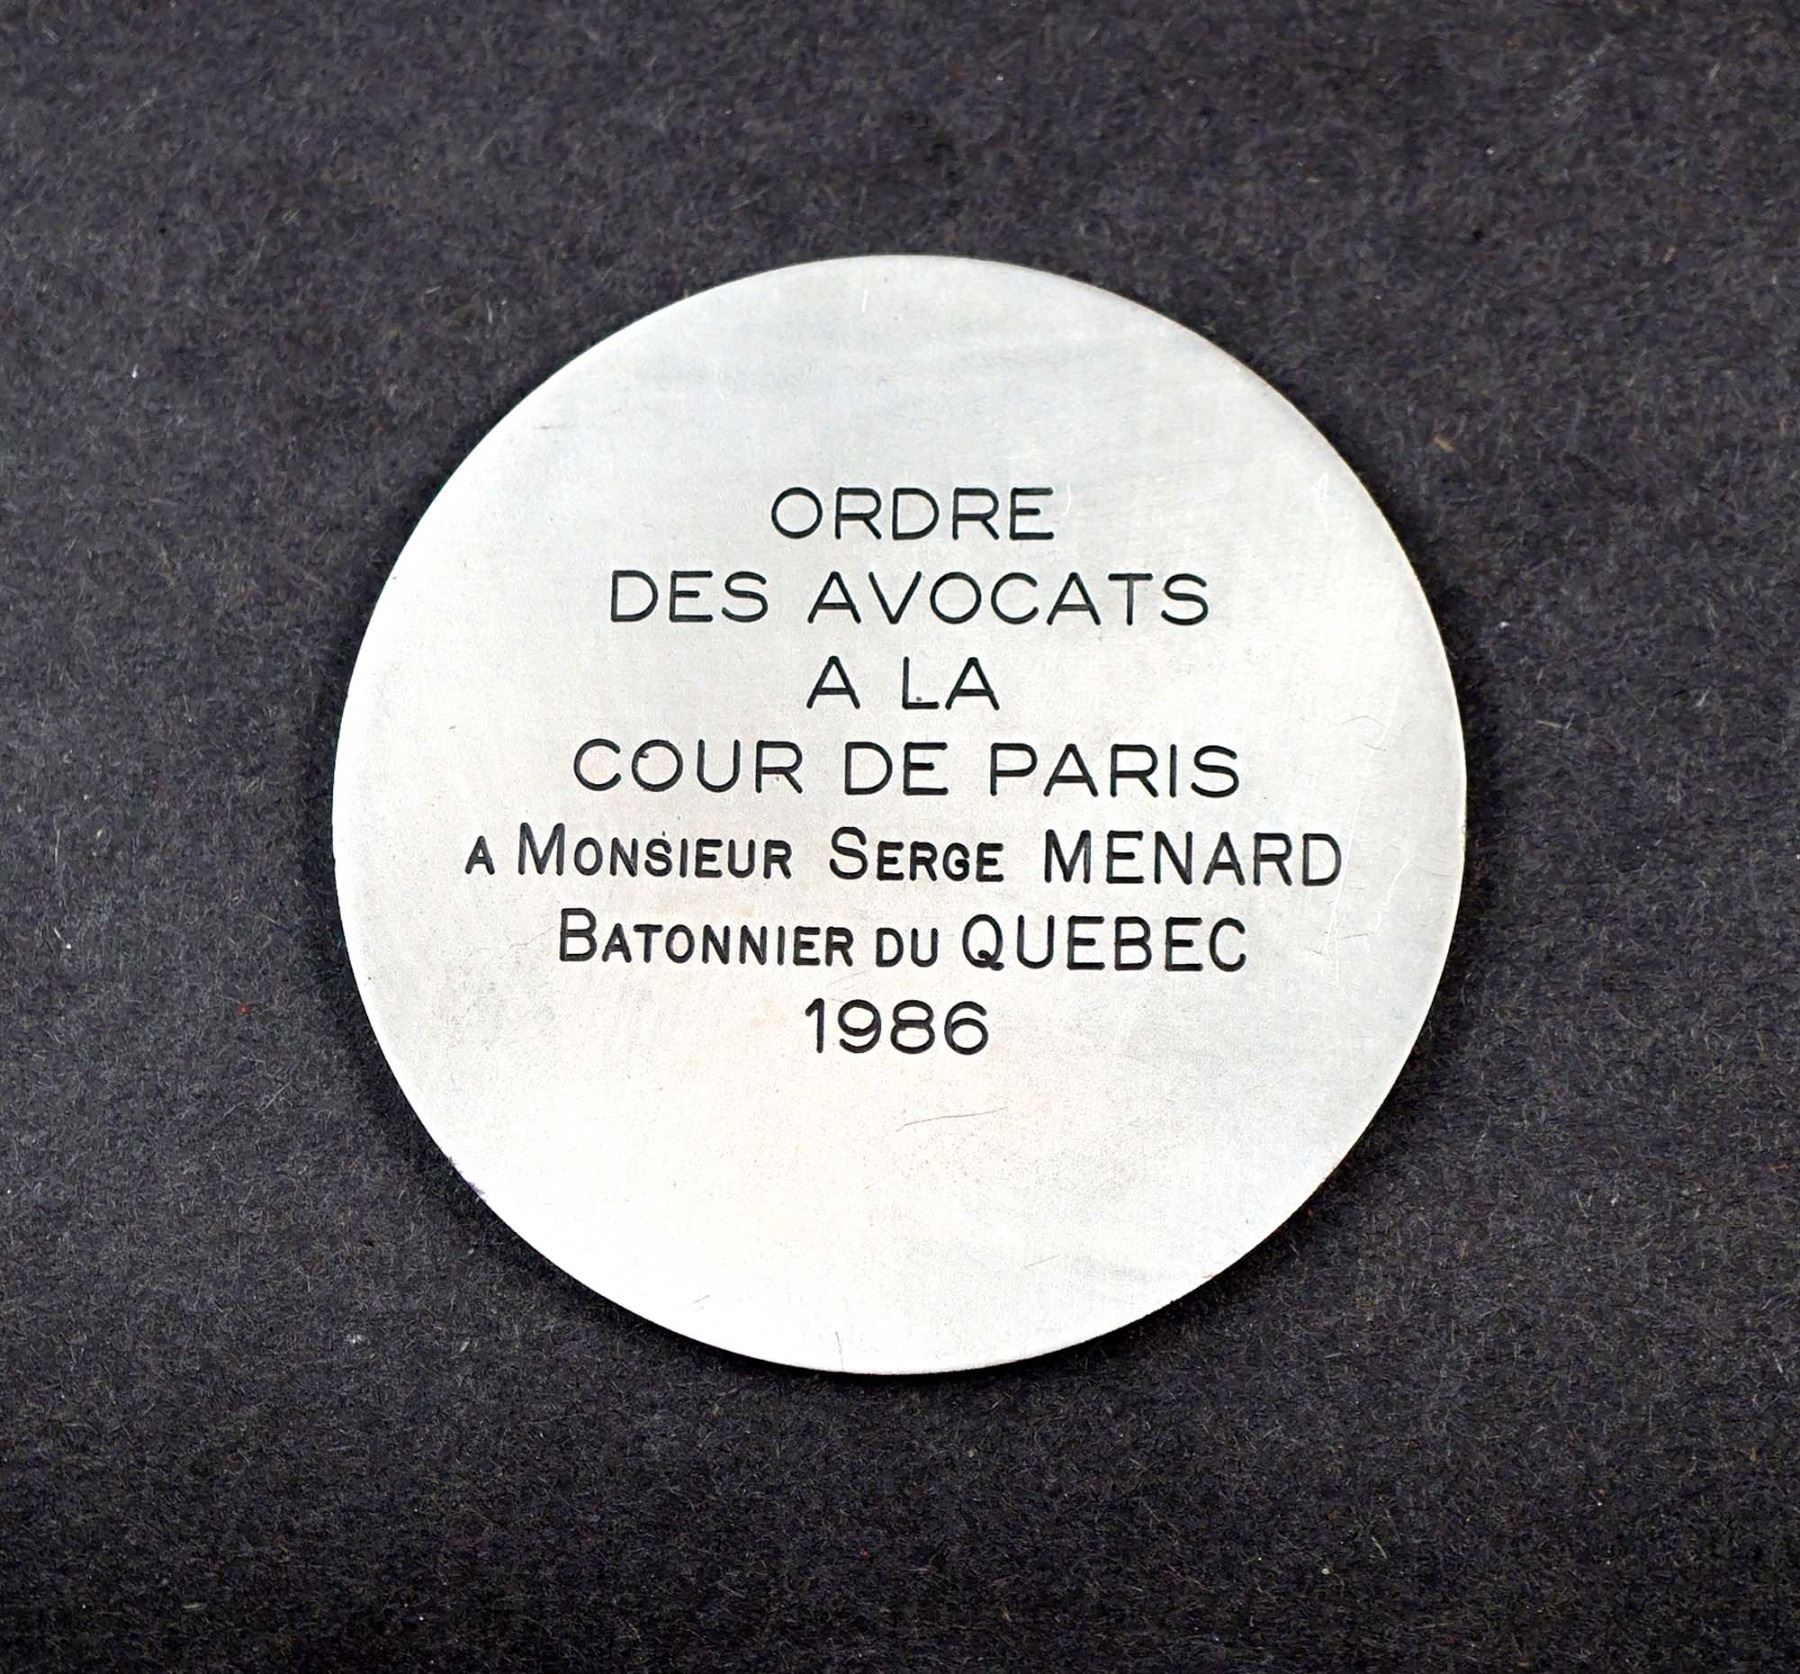 ORDRE
DES AVOCATS
A LA
COUR DE PARIS
A MONSIEUR SERGE MENARD
BATONNIER DU QUEBEC
1986